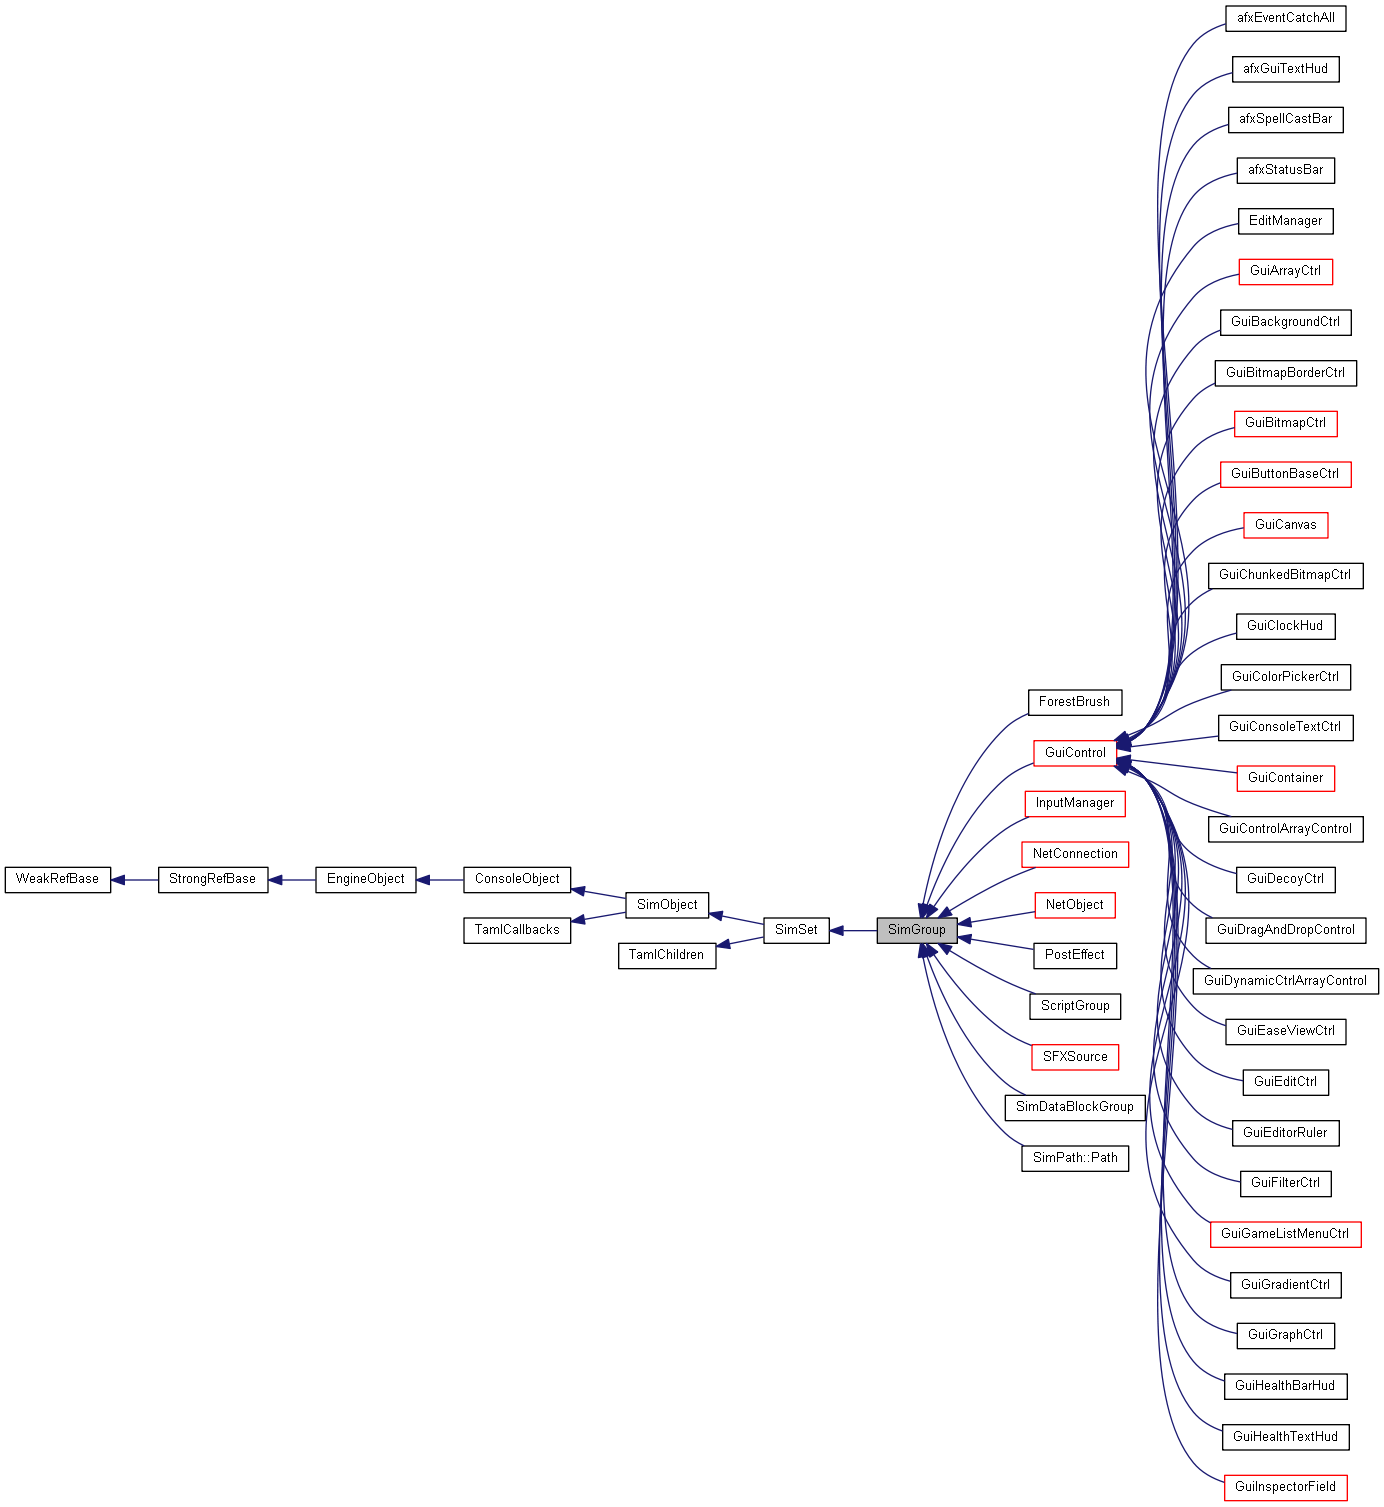 WeakRefBase
StrongRefBase
EngineObject
ConsoleObject
TamlCallbacks
SimObject
TamlChildren
SimSet
SimGroup
ForestBrush
GuiControl
InputManager
NetConnection
NetObject
PostEffect
ScriptGroup
SFXSource
SimDataBlockGroup
SimPath::Path
afxEventCatchAll
afxGuiTextHud
afxSpellCastBar
afxStatusBar
EditManager
GuiArrayCtrl
GuiBackgroundCtrl
GuiBitmapBorderCtrl
GuiBitmapCtrl
GuiButtonBaseCtrl
GuiCanvas
GuiChunkedBitmapCtrl
GuiClockHud
GuiColorPickerCtrl
GuiConsoleTextCtrl
GuiContainer
GuiControlArrayControl
GuiDecoyCtrl
GuiDragAndDropControl
GuiDynamicCtrlArrayControl
GuiEaseViewCtrl
GuiEditCtrl
GuiEditorRuler
GuiFilterCtrl
GuiGameListMenuCtrl
GuiGradientCtrl
GuiGraphCtrl
GuiHealthBarHud
GuiHealthTextHud
GuiInspectorField